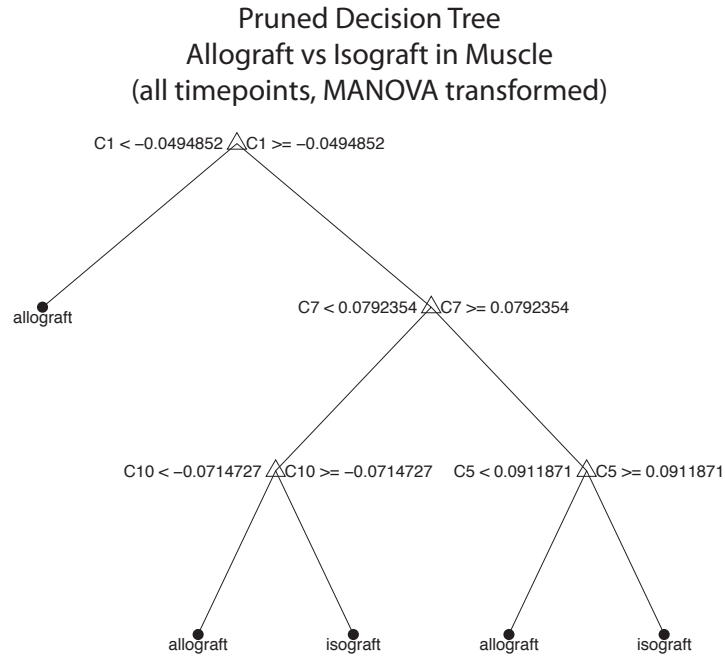 Pruned Decision Tree
Allograft vs Isograft in Muscle
(all timepoints, MANOVA transformed)
C1 < −0.0494852 C1 >= −0.0494852
allograft
C7 < 0.0792354 C7 >= 0.0792354
C10 < −0.0714727 C10 >= −0.0714727 C5 < 0.0911871 C5 >= 0.0911871
allograft isograft allograft isograft